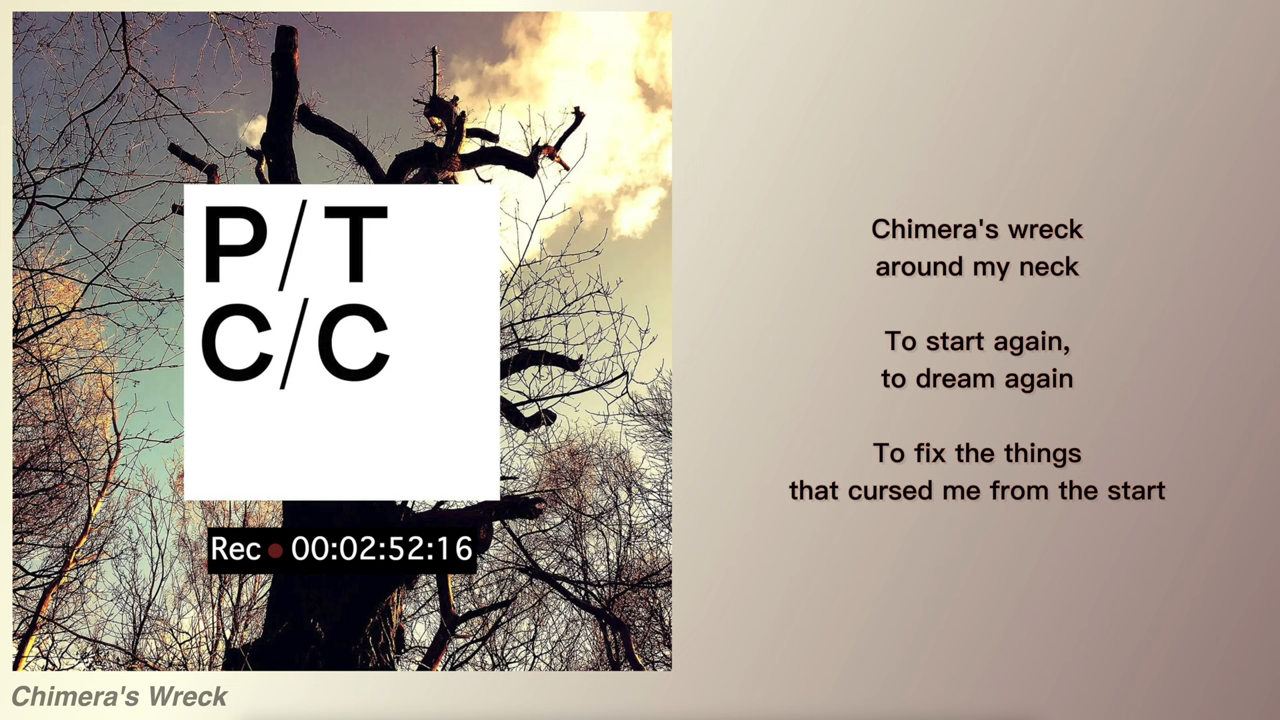 P/T
C/C
Rec 00:02:52:16
Chimera's wreck
around my neck
To start again,
to dream again
To fix the things
that cursed me from the start
Chimera's Wreck